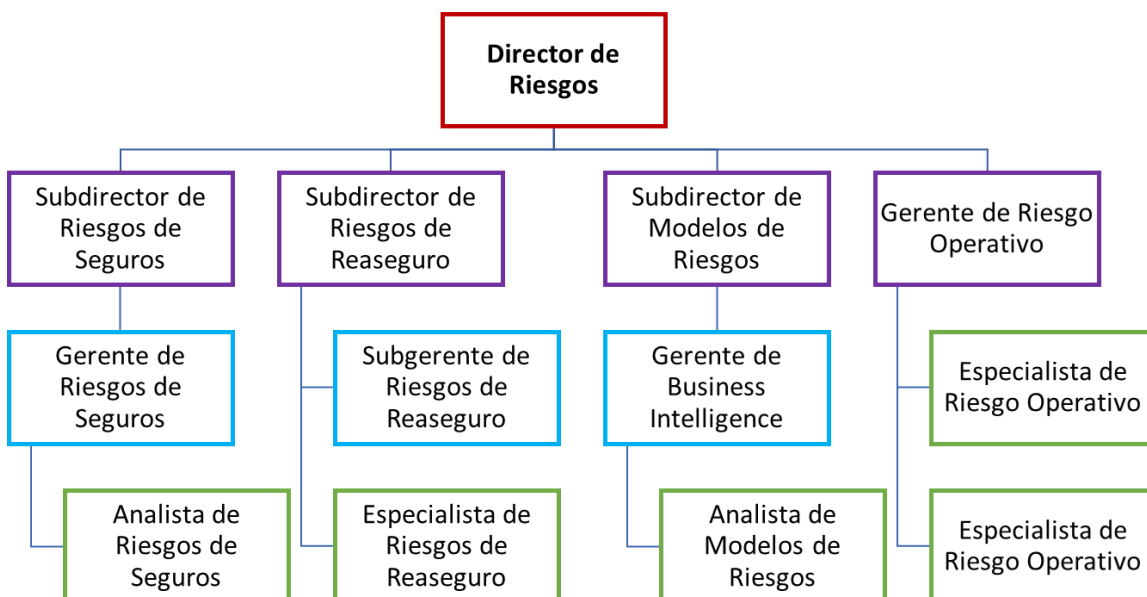 Director de
Riesgos
Subdirector de
Riesgos de
Seguros
Subdirector de
Riesgos de
Reaseguro
Subdirector de
Modelos de
Riesgos
Gerente de Riesgo
Operativo
Gerente de
Riesgos de
Seguros
Subgerente de
Riesgos de
Reaseguro
Gerente de
Business
Intelligence
Especialista de
Riesgo Operativo
Analista de
Riesgos de
Seguros
Especialista de
Riesgos de
Reaseguro
Analista de
Modelos de
Riesgos
Especialista de
Riesgo Operativo